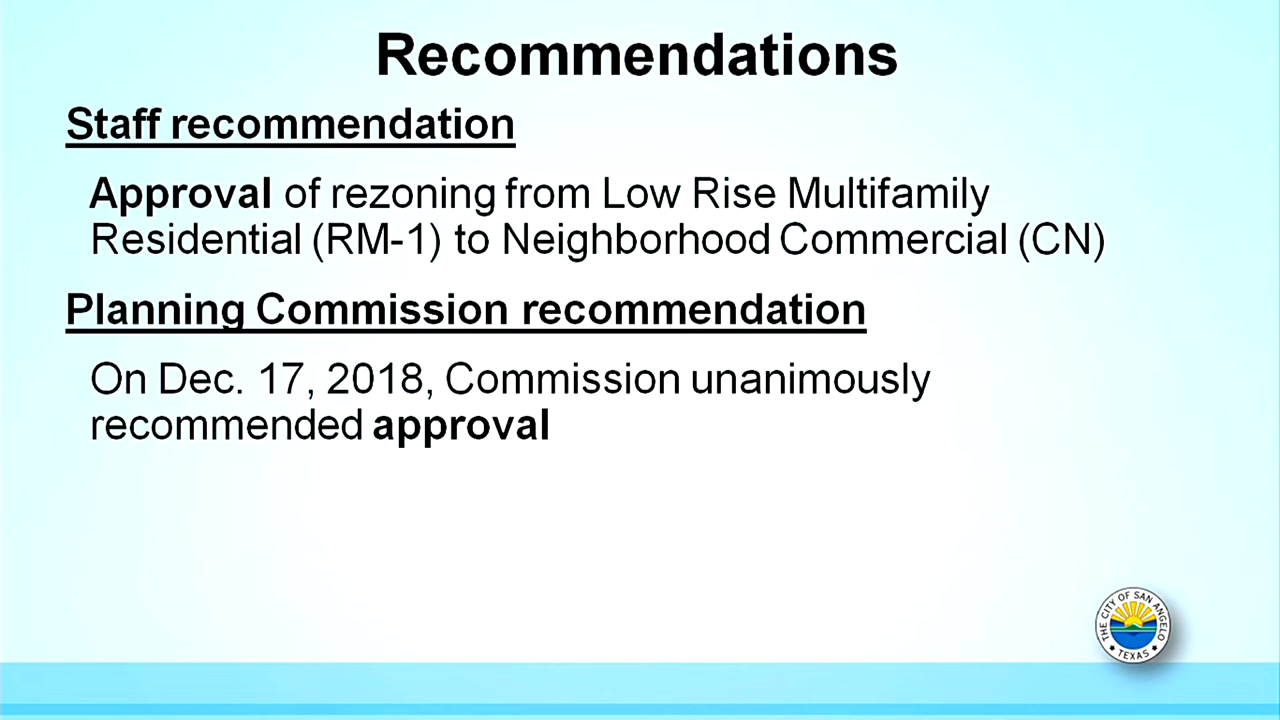 Recommendations
Staff recommendation
Approval of rezoning from Low Rise Multifamily
Residential (RM-1) to Neighborhood Commercial (CN)
Planning Commission recommendation
On Dec. 17, 2018, Commission unanimously
recommended approval
THE CITY OF SAN ANGELO
TEXAS